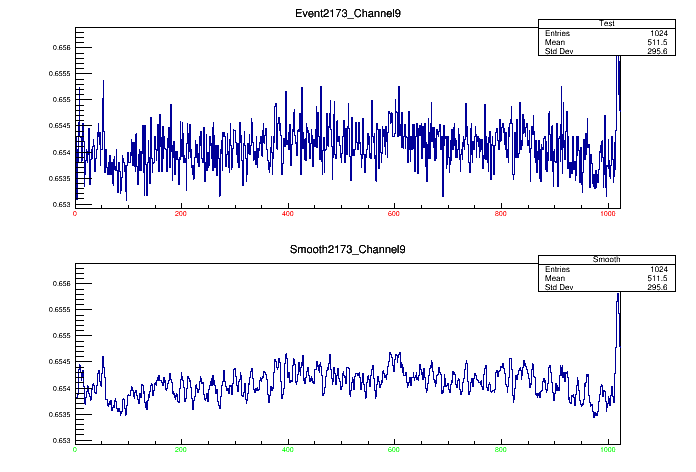 Event2173_Channel9
Test
Entries 1024
Mean 511.5
Std Dev 295.6
0.656
0.6555
0.655
0.6545
0.654
0.6535
0.653
0 200 400 600 800 1000
Smooth2173_Channel9
Smooth
Entries 1024
Mean 511.5
Std Dev 295.6
0.656
0.6555
0.655
0.6545
0.654
0.6535
0.653
0 200 400 600 800 1000